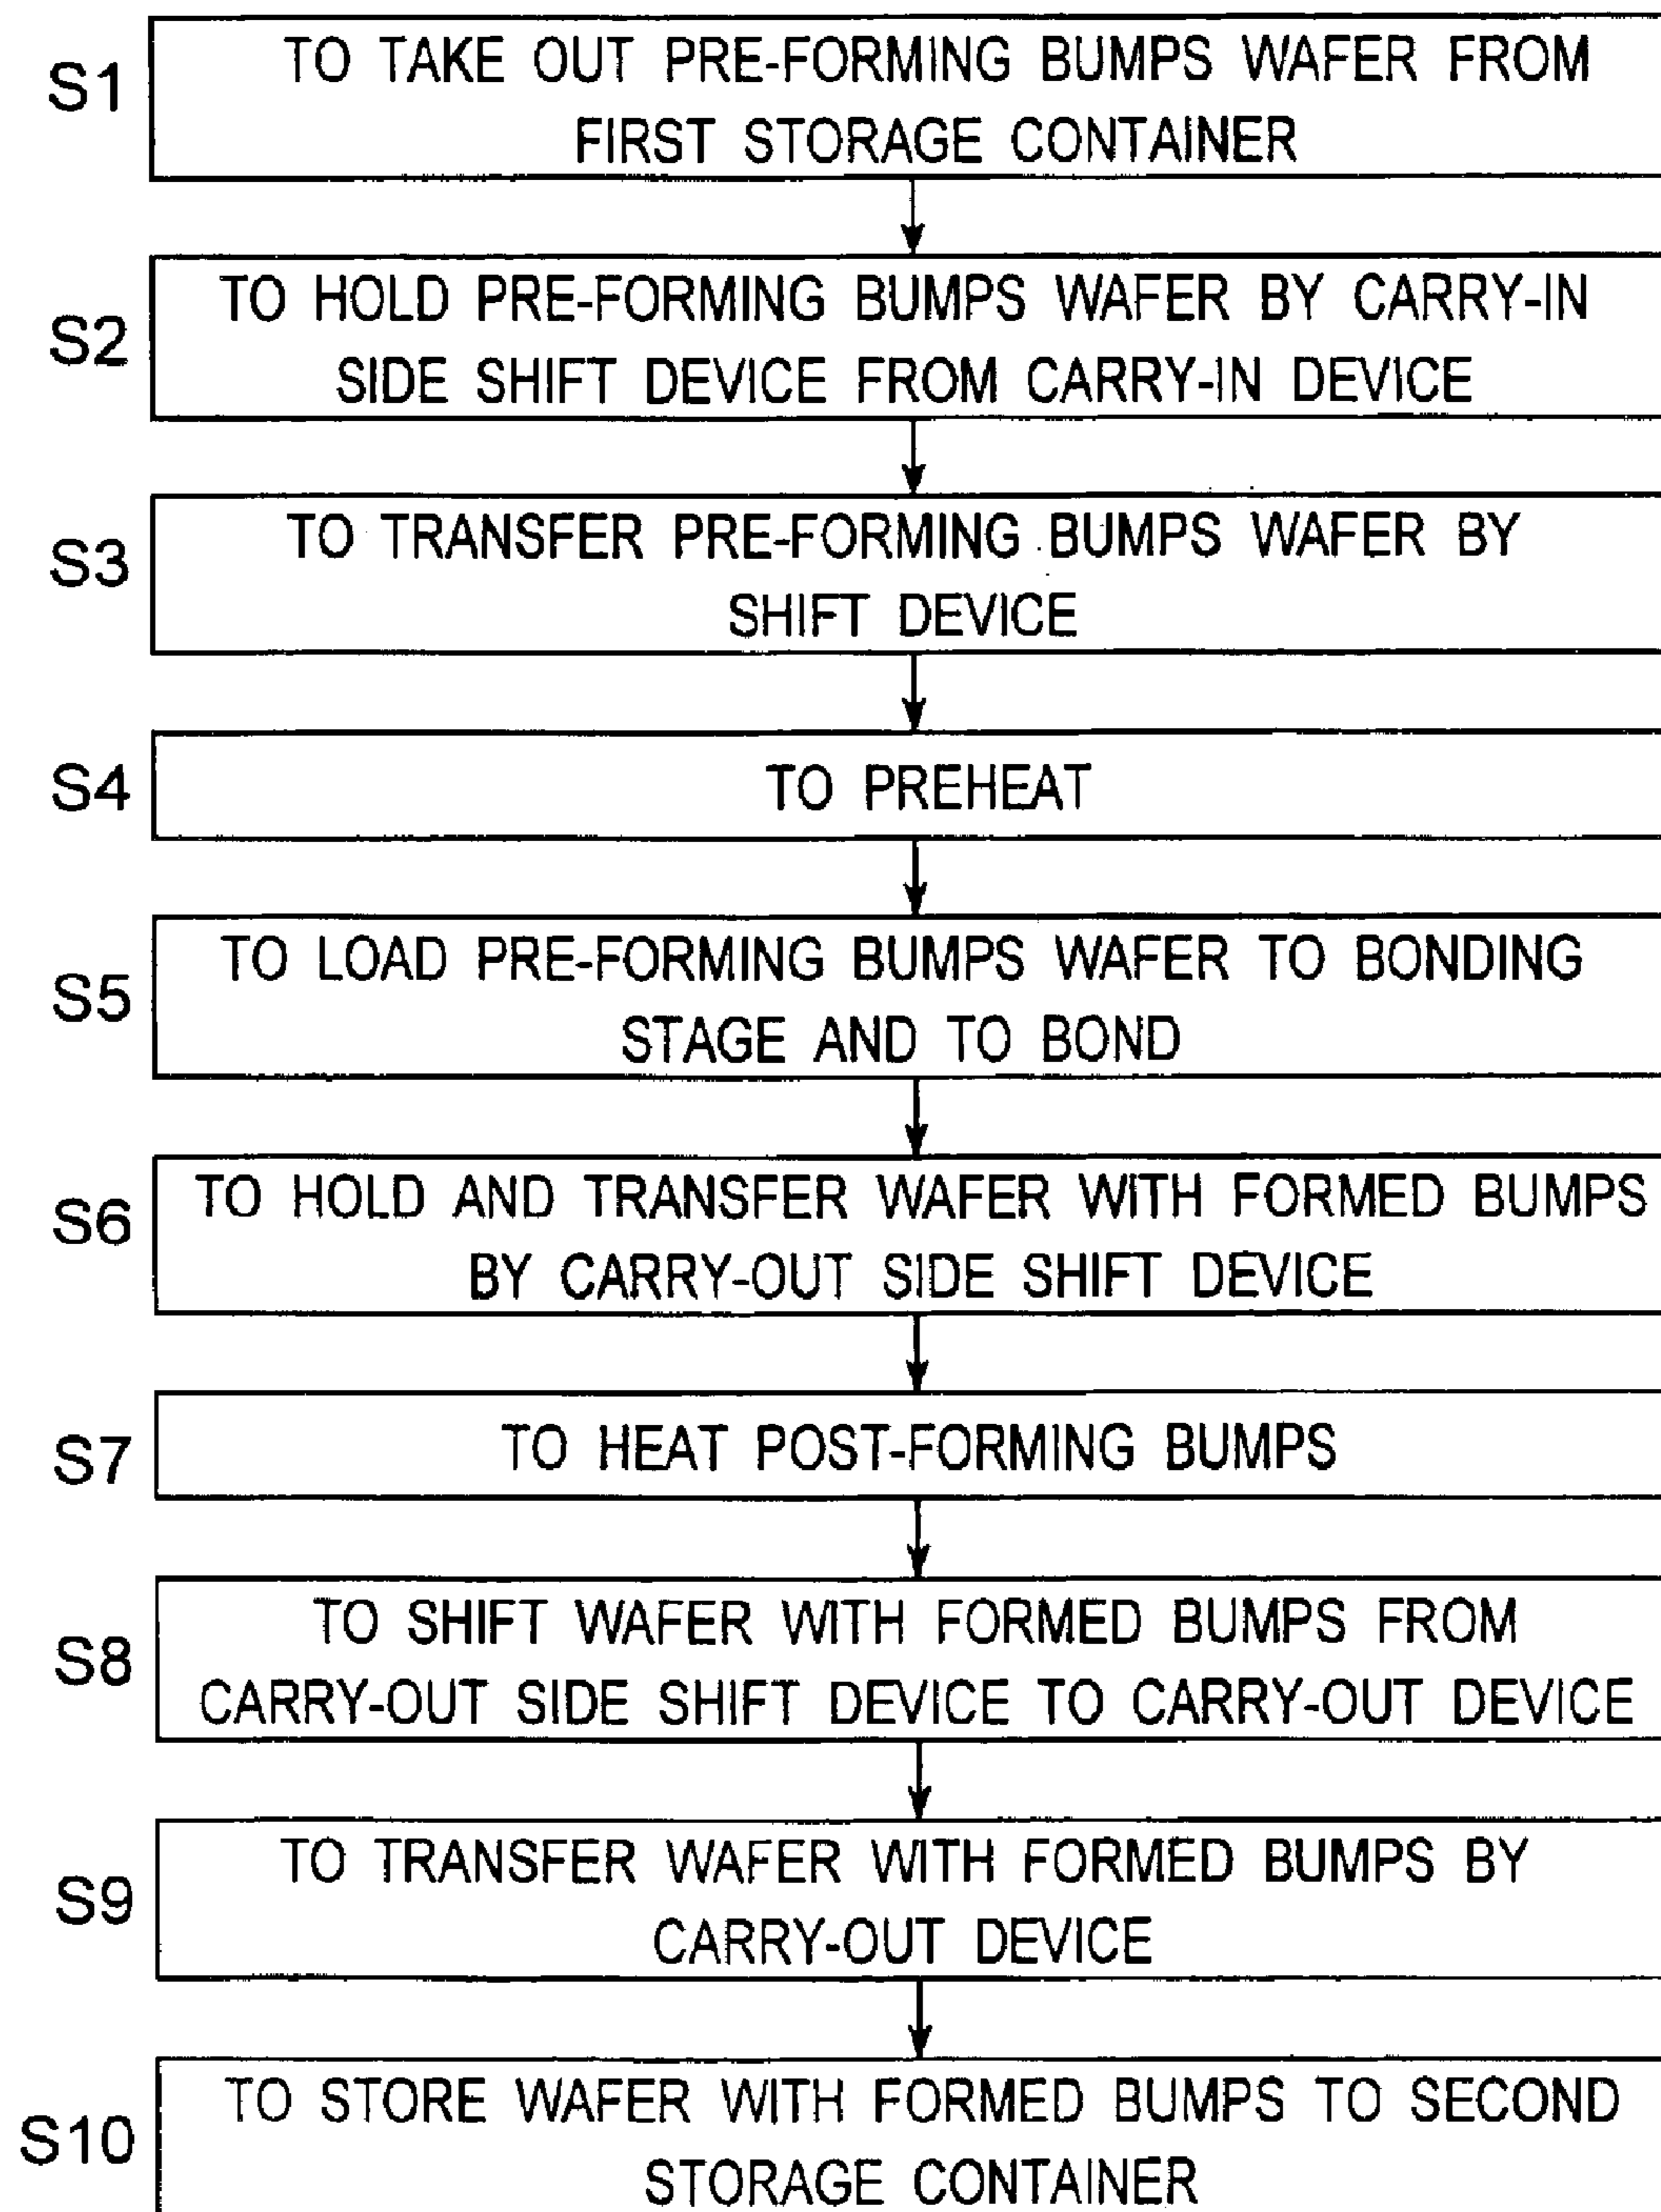 S1
TO TAKE OUT PRE-FORMING BUMPS WAFER FROM
FIRST STORAGE CONTAINER
S2
TO HOLD PRE-FORMING BUMPS WAFER BY CARRY-IN
SIDE SHIFT DEVICE FROM CARRY-IN DEVICE
S3
TO TRANSFER PRE-FORMING BUMPS WAFER BY
SHIFT DEVICE
S4
TO PREHEAT
S5
TO LOAD PRE-FORMING BUMPS WAFER TO BONDING
STAGE AND TO BOND
S6
TO HOLD AND TRANSFER WAFER WITH FORMED BUMPS
BY CARRY-OUT SIDE SHIFT DEVICE
S7
TO HEAT POST-FORMING BUMPS
S8
TO SHIFT WAFER WITH FORMED BUMPS FROM
CARRY-OUT SIDE SHIFT DEVICE TO CARRY-OUT DEVICE
S9
TO TRANSFER WAFER WITH FORMED BUMPS BY
CARRY-OUT DEVICE
S10
TO STORE WAFER WITH FORMED BUMPS TO SECOND
STORAGE CONTAINER